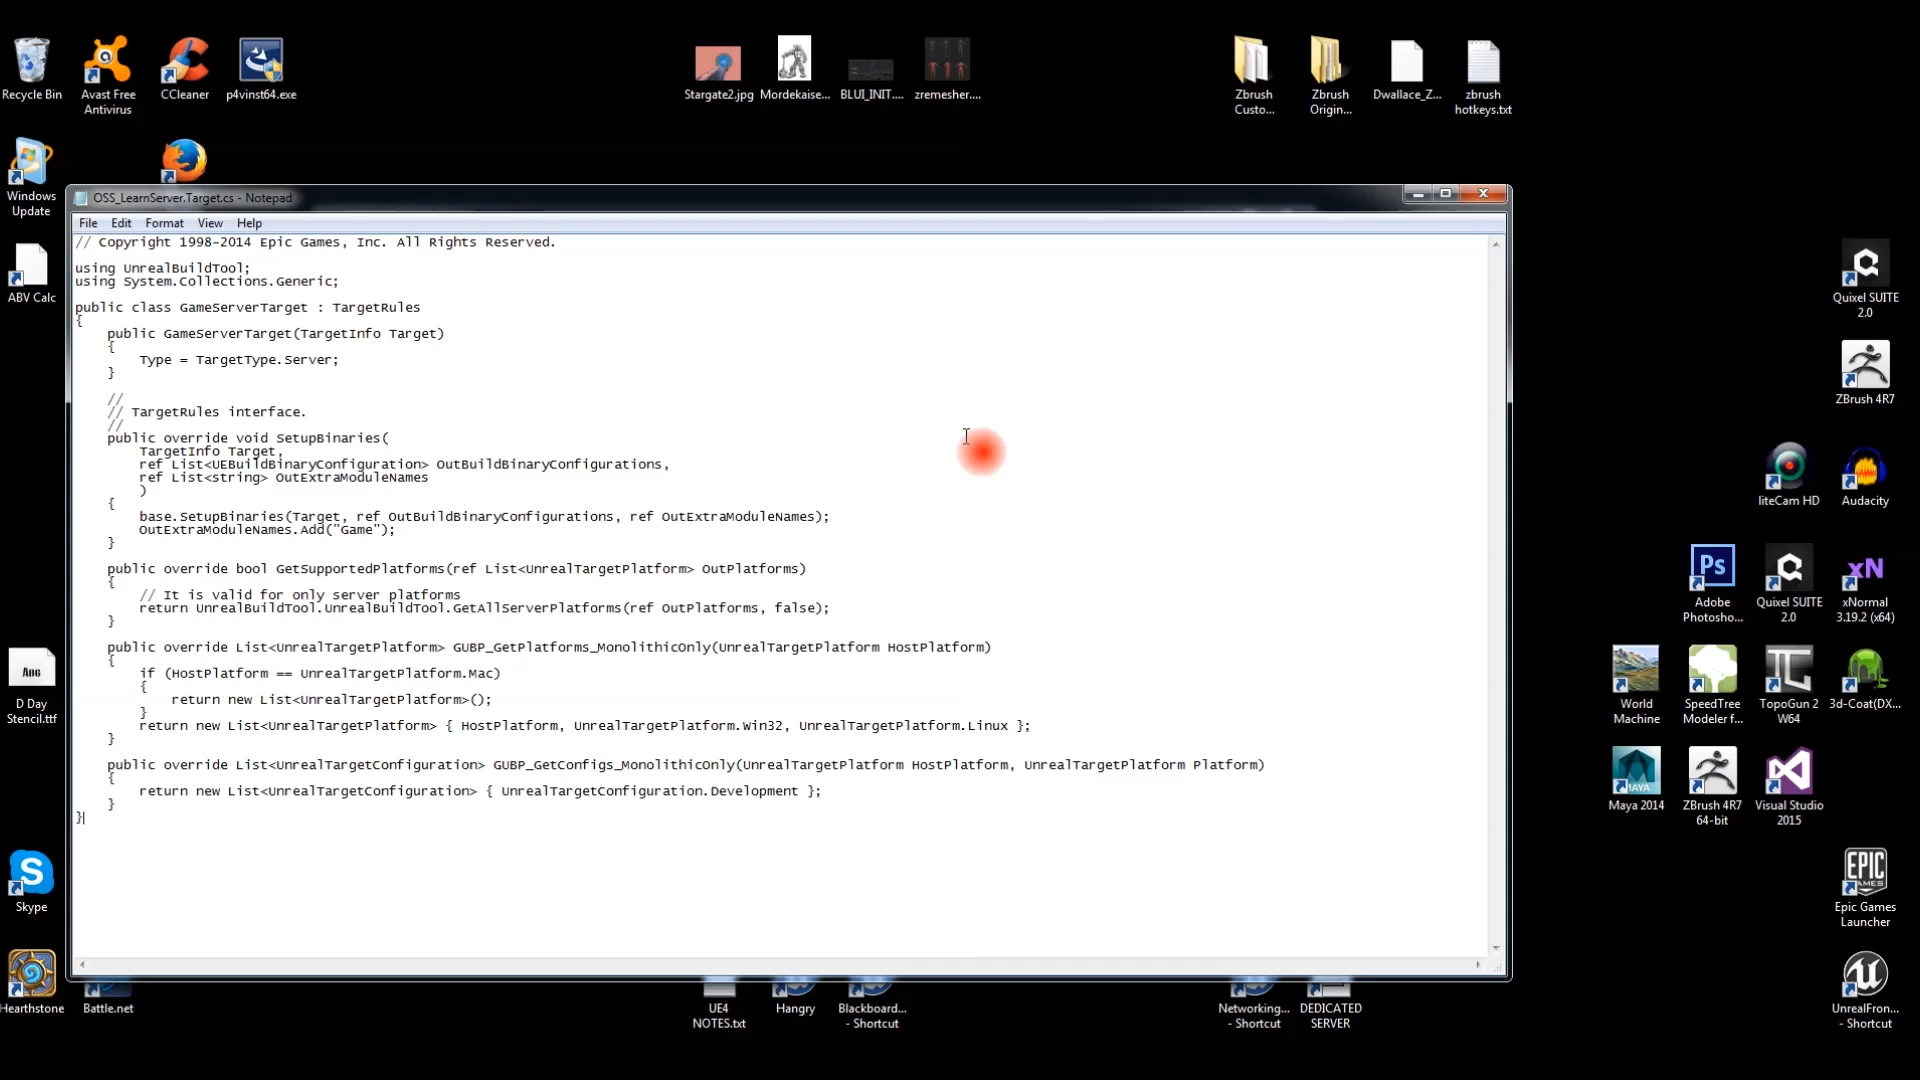 Recycle Bin
Avast Free
Antivirus
CCleaner
p4vinst64.exe
Stargate2.jpg
Mordekaise...
BLUI_INIT....
zremesher....
Zbrush
Custo...
Zbrush
Origin...
Dwallace_Z...
zbrush
hotkeys.txt
Windows
Update
OSS_LearnServer.Target.cs - Notepad
File Edit Format View Help
// Copyright 1998-2014 Epic Games, Inc. All Rights Reserved.
using UnrealBuildTool;
using System.Collections.Generic;
public class GameServerTarget : TargetRules
{
public GameServerTarget(TargetInfo Target)
{
Type = TargetType.Server;
}
//
// TargetRules interface.
//
public override void SetupBinaries(
TargetInfo Target,
ref List<UEBuildBinaryConfiguration> OutBuildBinaryConfigurations,
ref List<string> OutExtraModuleNames
)
{
base.SetupBinaries(Target, ref OutBuildBinaryConfigurations, ref OutExtraModuleNames);
OutExtraModuleNames.Add("Game");
}
public override bool GetSupportedPlatforms(ref List<UnrealTargetPlatform> OutPlatforms)
{
// It is valid for only server platforms
return UnrealBuildTool.UnrealBuildTool.GetAllServerPlatforms(ref OutPlatforms, false);
}
public override List<UnrealTargetPlatform> GUBP_GetPlatforms_MonolithicOnly(UnrealTargetPlatform HostPlatform)
{
if (HostPlatform == UnrealTargetPlatform.Mac)
{
return new List<UnrealTargetPlatform>();
}
return new List<UnrealTargetPlatform> { HostPlatform, UnrealTargetPlatform.Win32, UnrealTargetPlatform.Linux };
}
public override List<UnrealTargetConfiguration> GUBP_GetConfigs_MonolithicOnly(UnrealTargetPlatform HostPlatform, UnrealTargetPlatform Platform)
{
return new List<UnrealTargetConfiguration> { UnrealTargetConfiguration.Development };
}
}
ABV Calc
Abg
D Day
Stencil.ttf
S
Skype
Hearthstone
Battle.net
UE4
NOTES.txt
Hangry
Blackboard...
- Shortcut
Networking...
- Shortcut
DEDICATED
SERVER
Quixel SUITE
2.0
ZBrush 4R7
liteCam HD
Audacity
Ps
xN
Adobe
Photosho...
Quixel SUITE
2.0
xNormal
3.19.2 (x64)
World
Machine
SpeedTree
Modeler f...
TopoGun 2
W64
3d-Coat(DX...
Maya 2014
ZBrush 4R7
64-bit
Visual Studio
2015
EPIC
GAMES
Epic Games
Launcher
UnrealFron...
- Shortcut